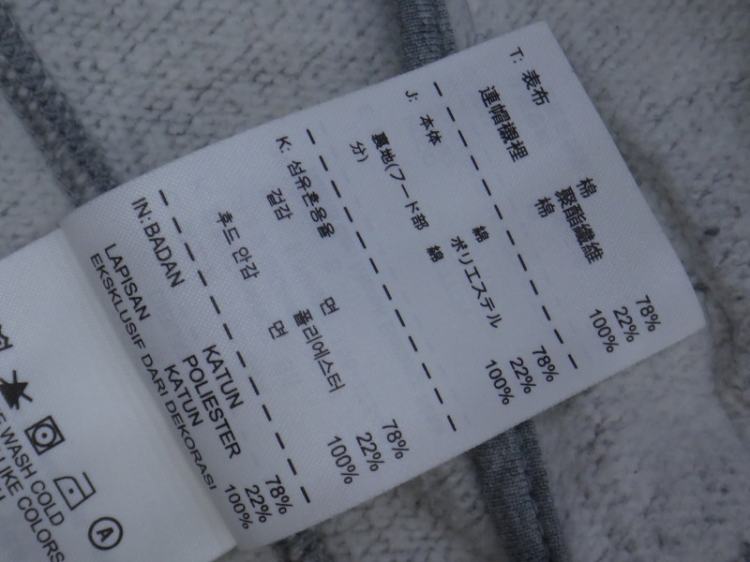 T: 表布
棉 78%
聚酯纖維 22%
連帽襯裡 棉 100%
J: 本体
綿 78%
ポリエステル 22%
裏地(フード部
分) 綿 100%
K: 섬유혼용율
겉감 면 78%
폴리에스터 22%
후드 안감 면 100%
IN:BADAN
KATUN 78%
POLIESTER 22%
LAPISAN KATUN 100%
EKSKLUSIF DARI DEKORASI
WASH COLD
LIKE COLORS
A